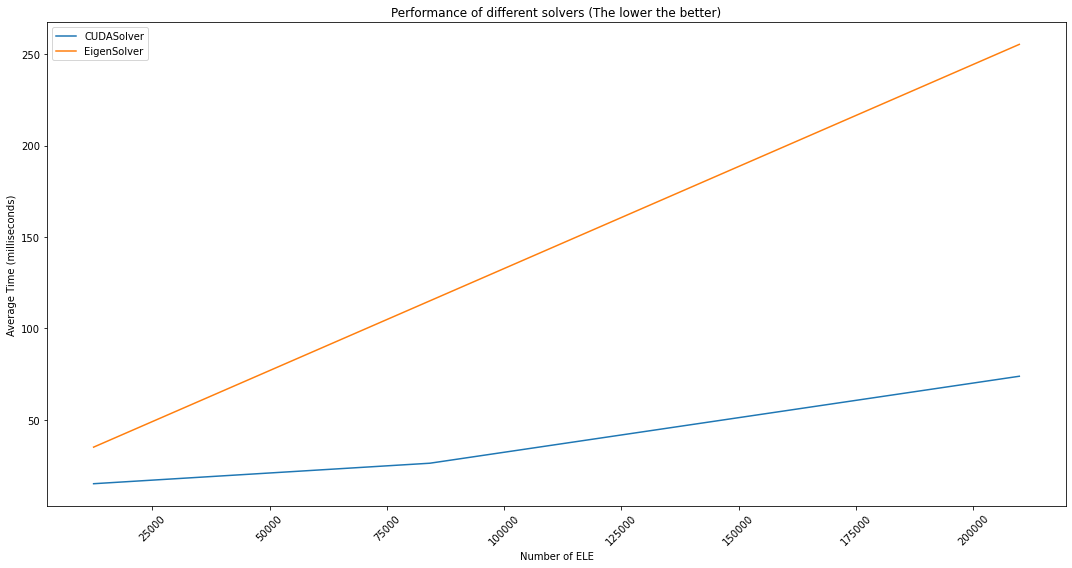 Performance of different solvers (The lower the better)
CUDASolver
EigenSolver
Average Time (milliseconds)
250
200
150
100
50
25000
50000
75000
100000
125000
150000
175000
200000
Number of ELE